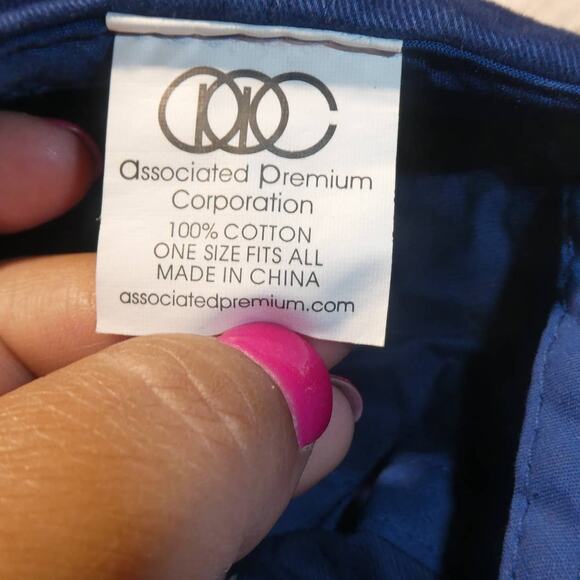 associated premium
Corporation
100% COTTON
ONE SIZE FITS ALL
MADE IN CHINA
associatedpremium.com